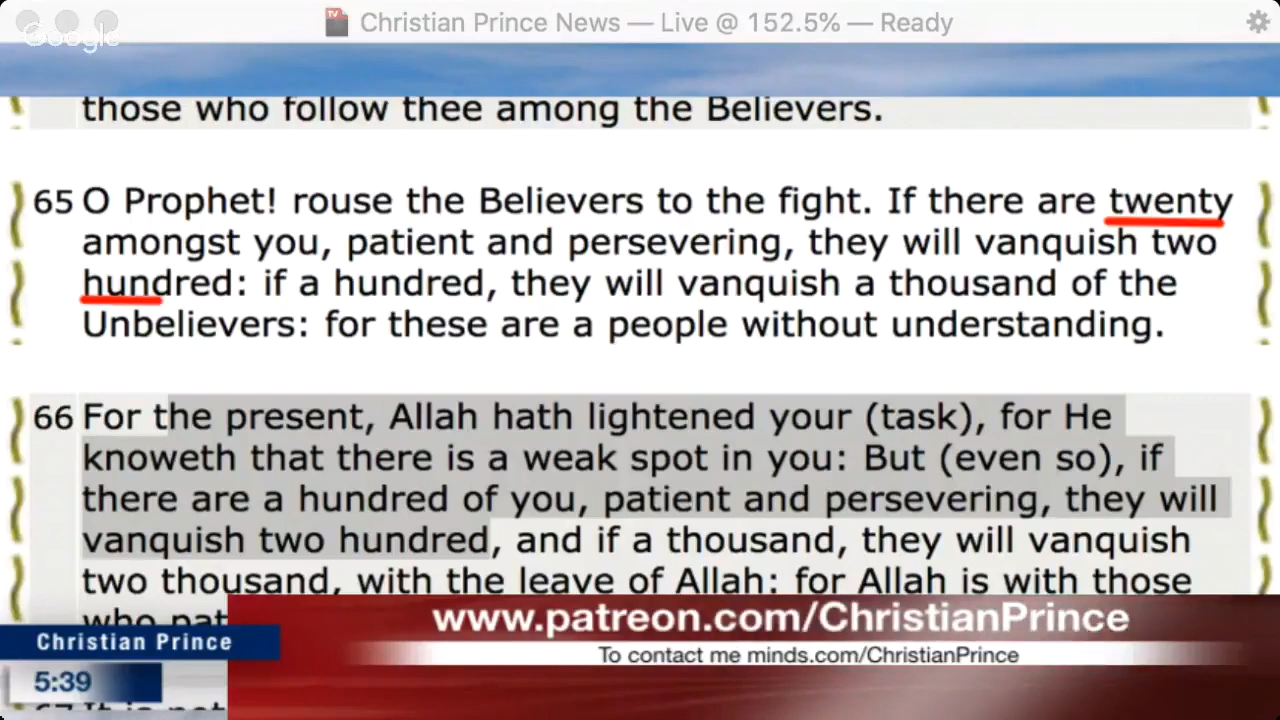 Christian Prince News — Live @ 152.5% — Ready
Google
those who follow thee among the Believers.
65 O Prophet! rouse the Believers to the fight. If there are twenty
amongst you, patient and persevering, they will vanquish two
hundred: if a hundred, they will vanquish a thousand of the
Unbelievers: for these are a people without understanding.
66 For the present, Allah hath lightened your (task), for He
knoweth that there is a weak spot in you: But (even so), if
there are a hundred of you, patient and persevering, they will
vanquish two hundred, and if a thousand, they will vanquish
two thousand, with the leave of Allah: for Allah is with those
who pat
www.patreon.com/ChristianPrince
Christian Prince
To contact me minds.com/ChristianPrince
5:39
67 It is not